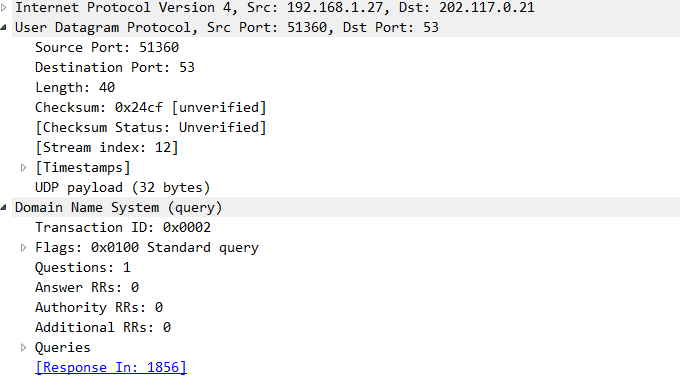 Internet Protocol Version 4, Src: 192.168.1.27, Dst: 202.117.0.21
User Datagram Protocol, Src Port: 51360, Dst Port: 53
Source Port: 51360
Destination Port: 53
Length: 40
Checksum: 0x24cf [unverified]
[Checksum Status: Unverified]
[Stream index: 12]
[Timestamps]
UDP payload (32 bytes)
Domain Name System (query)
Transaction ID: 0x0002
Flags: 0x0100 Standard query
Questions: 1
Answer RRs: 0
Authority RRs: 0
Additional RRs: 0
Queries
[Response In: 1856]